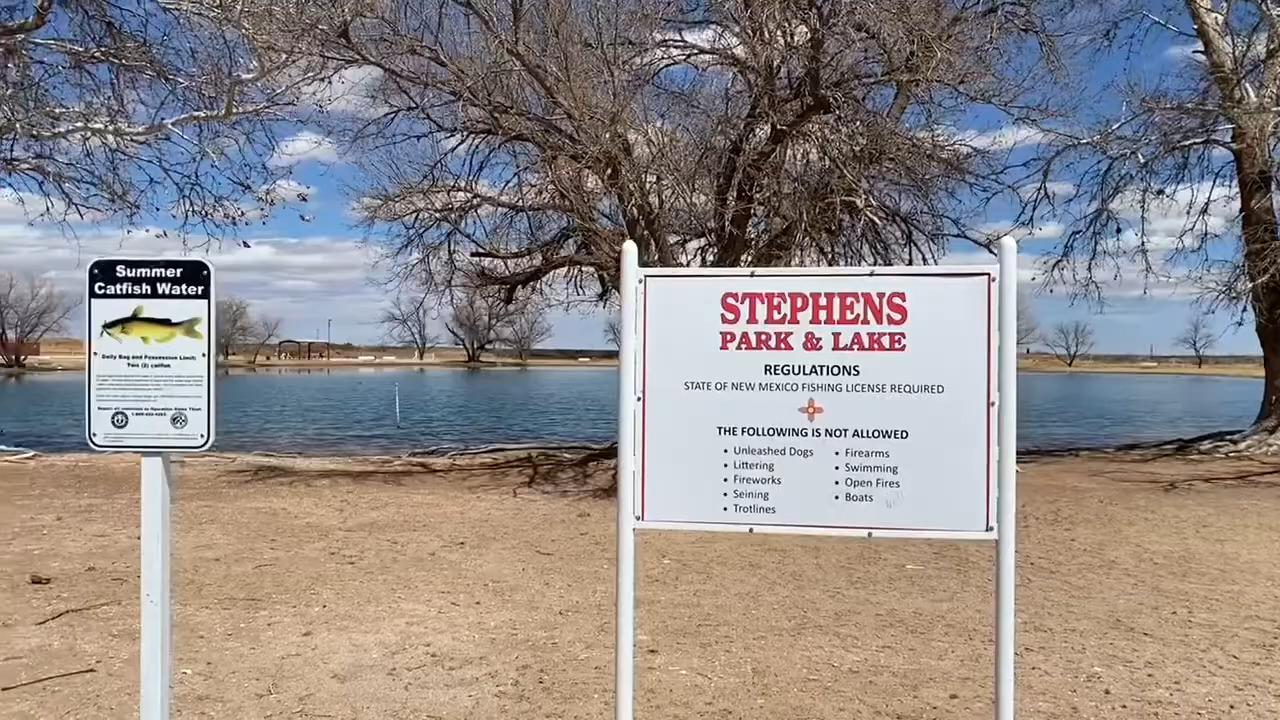 Summer
Catfish Water
Daily Bag and Possession Limit:
Two (2) catfish
STEPHENS
PARK & LAKE
REGULATIONS
STATE OF NEW MEXICO FISHING LICENSE REQUIRED
THE FOLLOWING IS NOT ALLOWED
• Unleashed Dogs
• Littering
• Fireworks
• Seining
• Trotlines
• Firearms
• Swimming
• Open Fires
• Boats